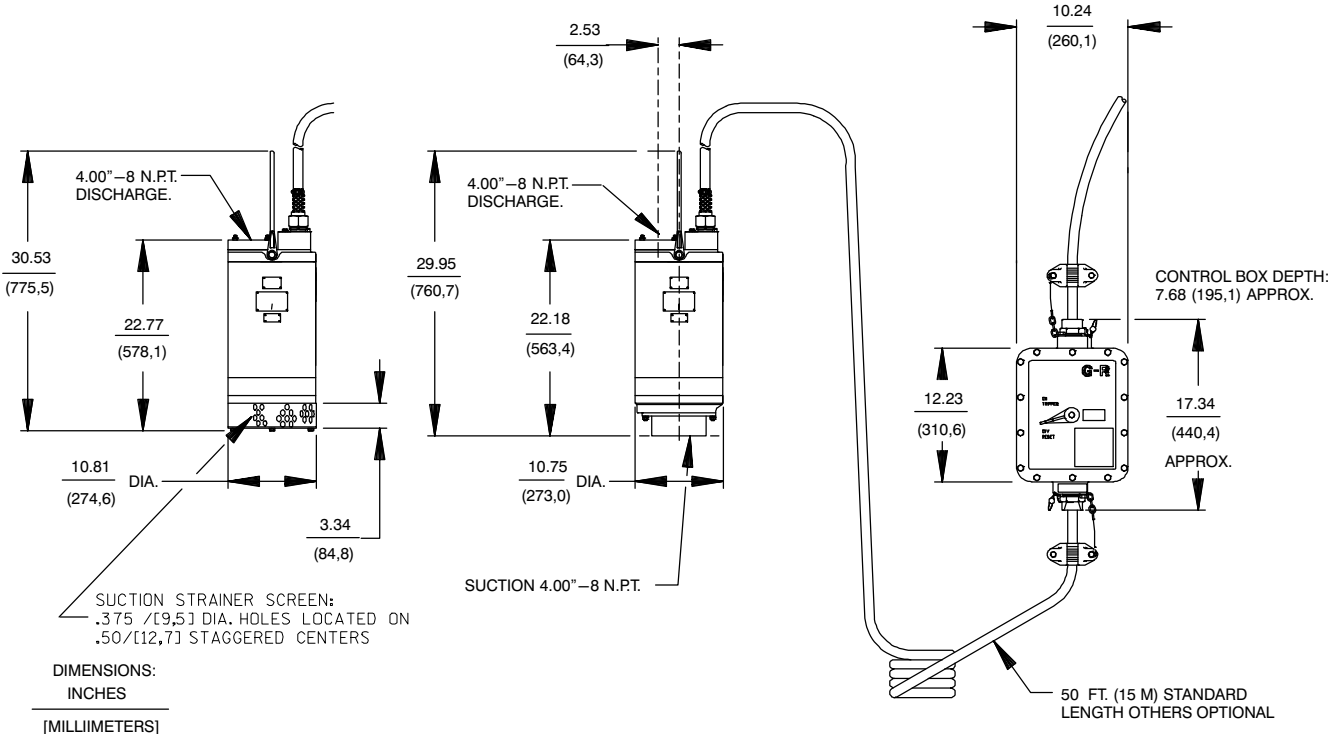 2.53
(64,3)
10.24
(260,1)
4.00"–8 N.P.T.
DISCHARGE.
30.53
(775,5)
22.77
(578,1)
10.81
(274,6)
DIA.
3.34
(84,8)
SUCTION STRAINER SCREEN:
.375 /[9,5] DIA. HOLES LOCATED ON
.50/[12,7] STAGGERED CENTERS
DIMENSIONS:
INCHES
[MILLIIMETERS]
4.00"–8 N.P.T.
DISCHARGE.
29.95
(760,7)
22.18
(563,4)
10.75
(273,0)
DIA.
SUCTION 4.00"–8 N.P.T.
CONTROL BOX DEPTH:
7.68 (195,1) APPROX.
12.23
(310,6)
G-R
TRIPPED
RESET
17.34
(440,4)
APPROX.
50 FT. (15 M) STANDARD
LENGTH OTHERS OPTIONAL